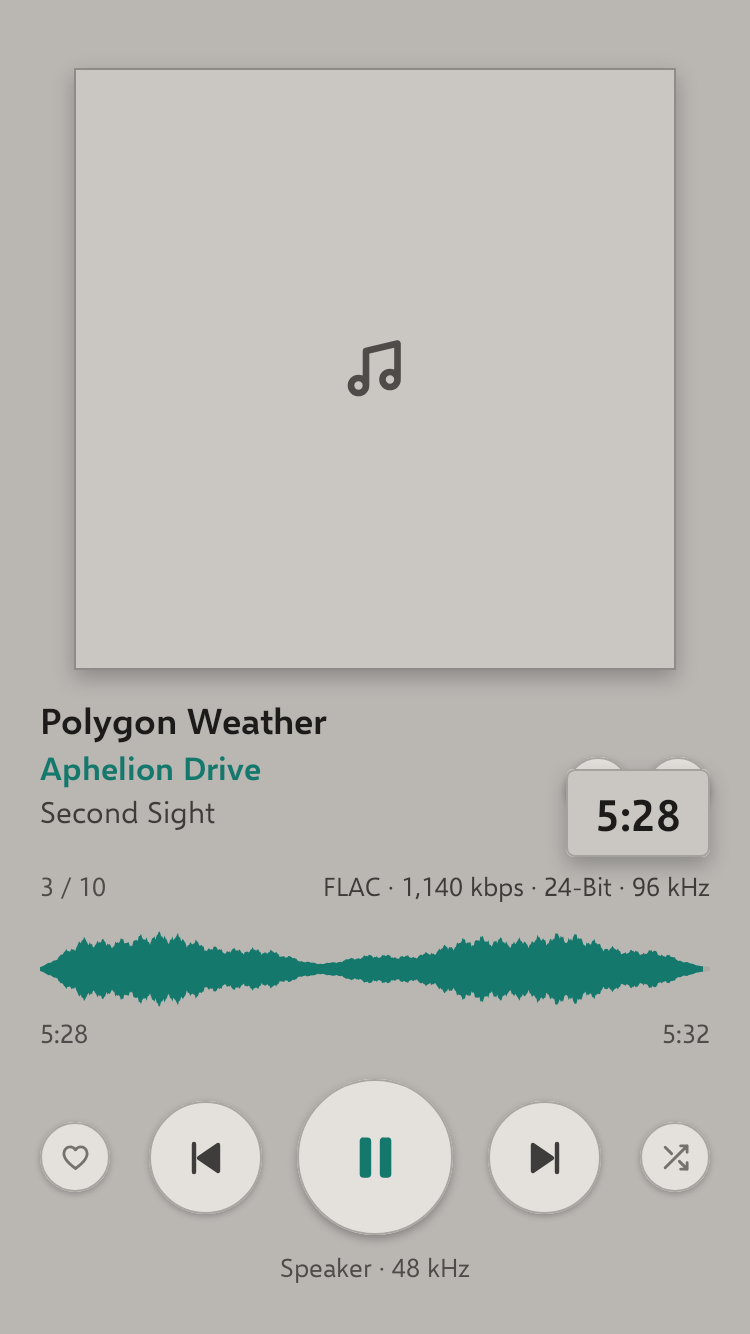 Polygon Weather
Aphelion Drive
Second Sight
5:28
3 / 10
FLAC · 1,140 kbps · 24-Bit · 96 kHz
5:28
5:32
Speaker · 48 kHz